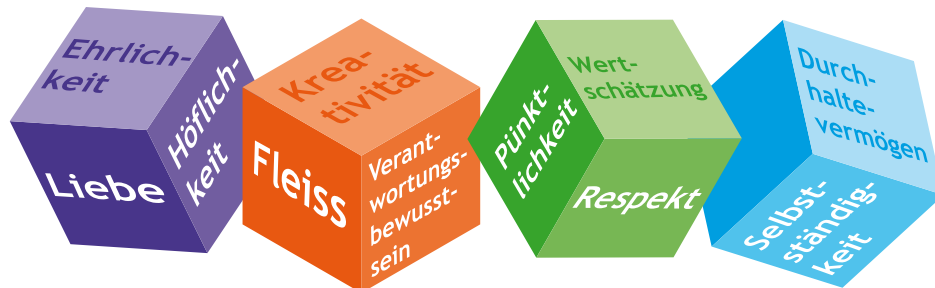 Ehrlich-
keit
Höflich-
keit
Liebe
Krea-
tivität
Fleiss
Verant-
wortungs-
bewusst-
sein
Pünkt-
lichkeit
Wert-
schätzung
Respekt
Durch-
halte-
vermögen
Selbst-
ständig-
keit